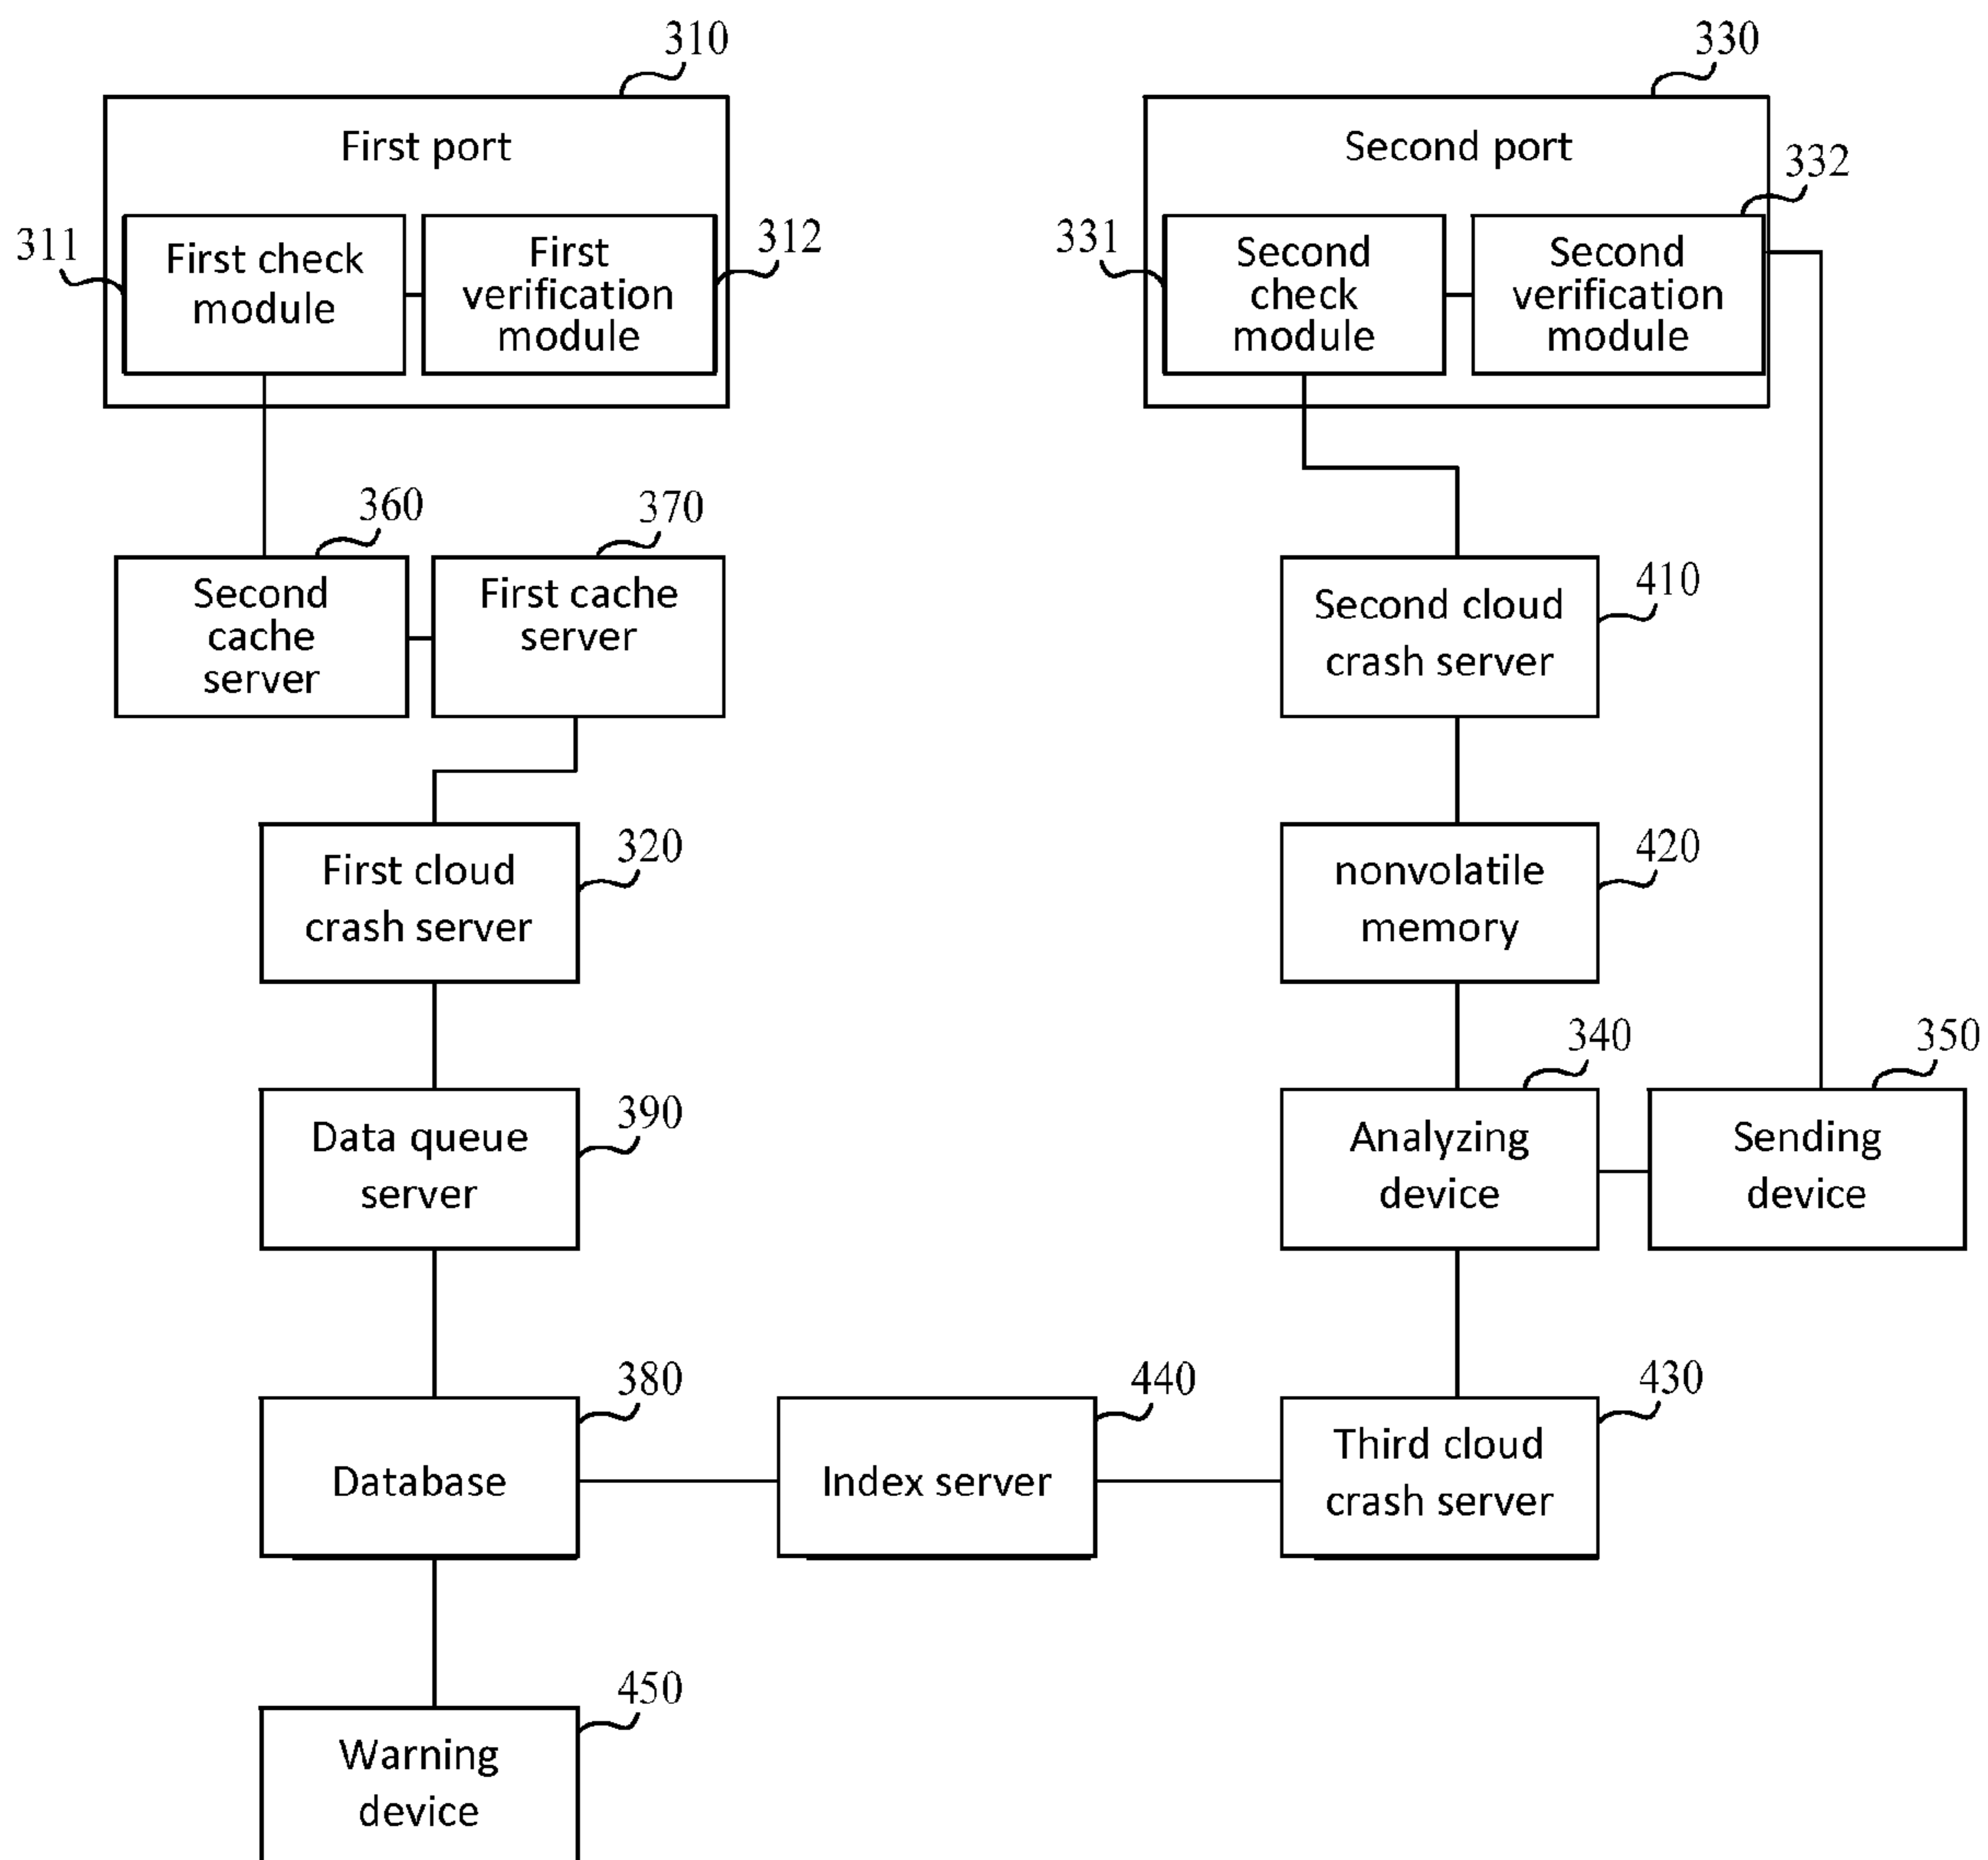 310
330
First port
Second port
332
311
First check
module
First
verification
module
312
331
Second
check
module
Second
verification
module
360
370
Second
cache
server
First cache
server
Second cloud
crash server
410
First cloud
crash server
320
nonvolatile
memory
420
340
350
Data queue
server
390
Analyzing
device
Sending
device
380
440
430
Database
Index server
Third cloud
crash server
450
Warning
device